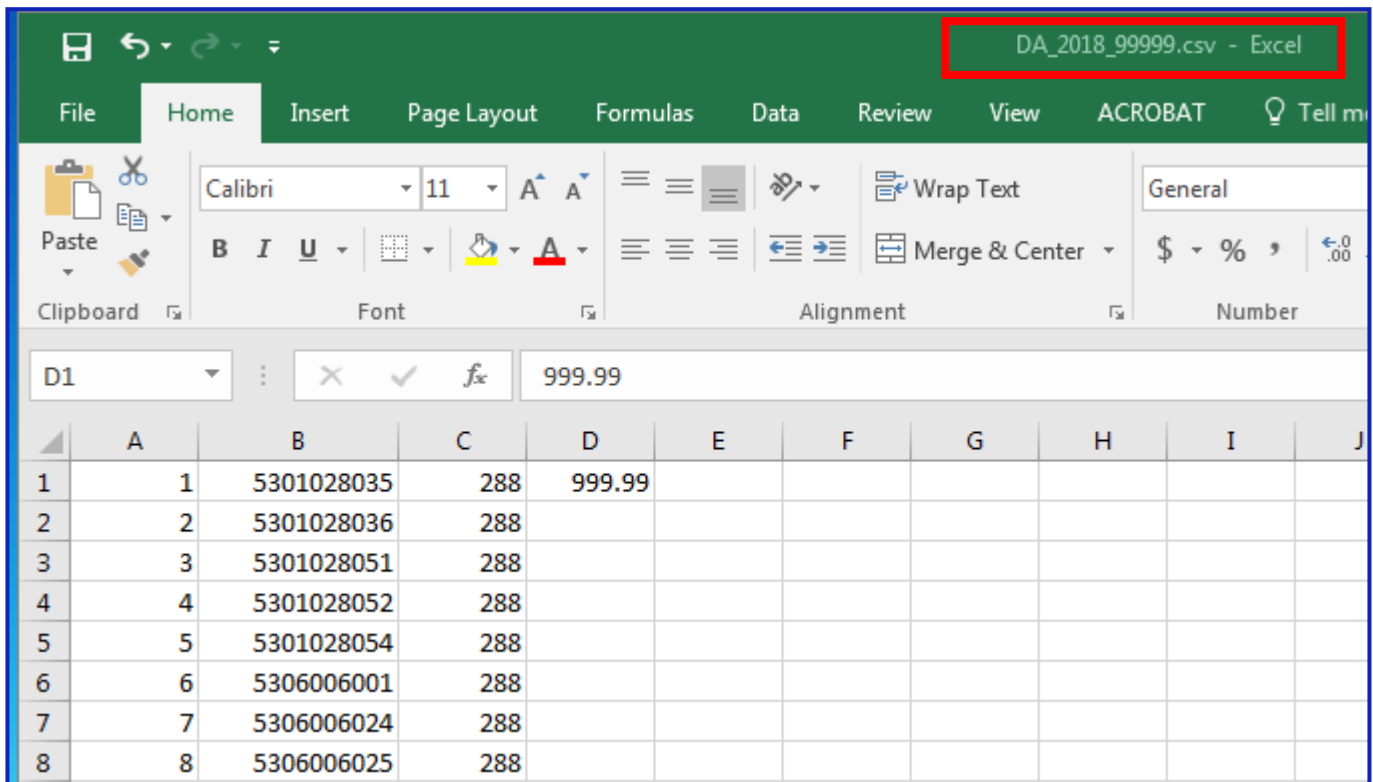 DA_2018_99999.csv - Excel
File Home Insert Page Layout Formulas Data Review View ACROBAT Tell
Calibri 11 A A Wrap Text General
Paste B I U A Merge & Center $ % , .0 .00
Clipboard Font Alignment Number
D1 fx 999.99
A B C D E F G H I J
1 1 5301028035 288 999.99
2 2 5301028036 288
3 3 5301028051 288
4 4 5301028052 288
5 5 5301028054 288
6 6 5306006001 288
7 7 5306006024 288
8 8 5306006025 288